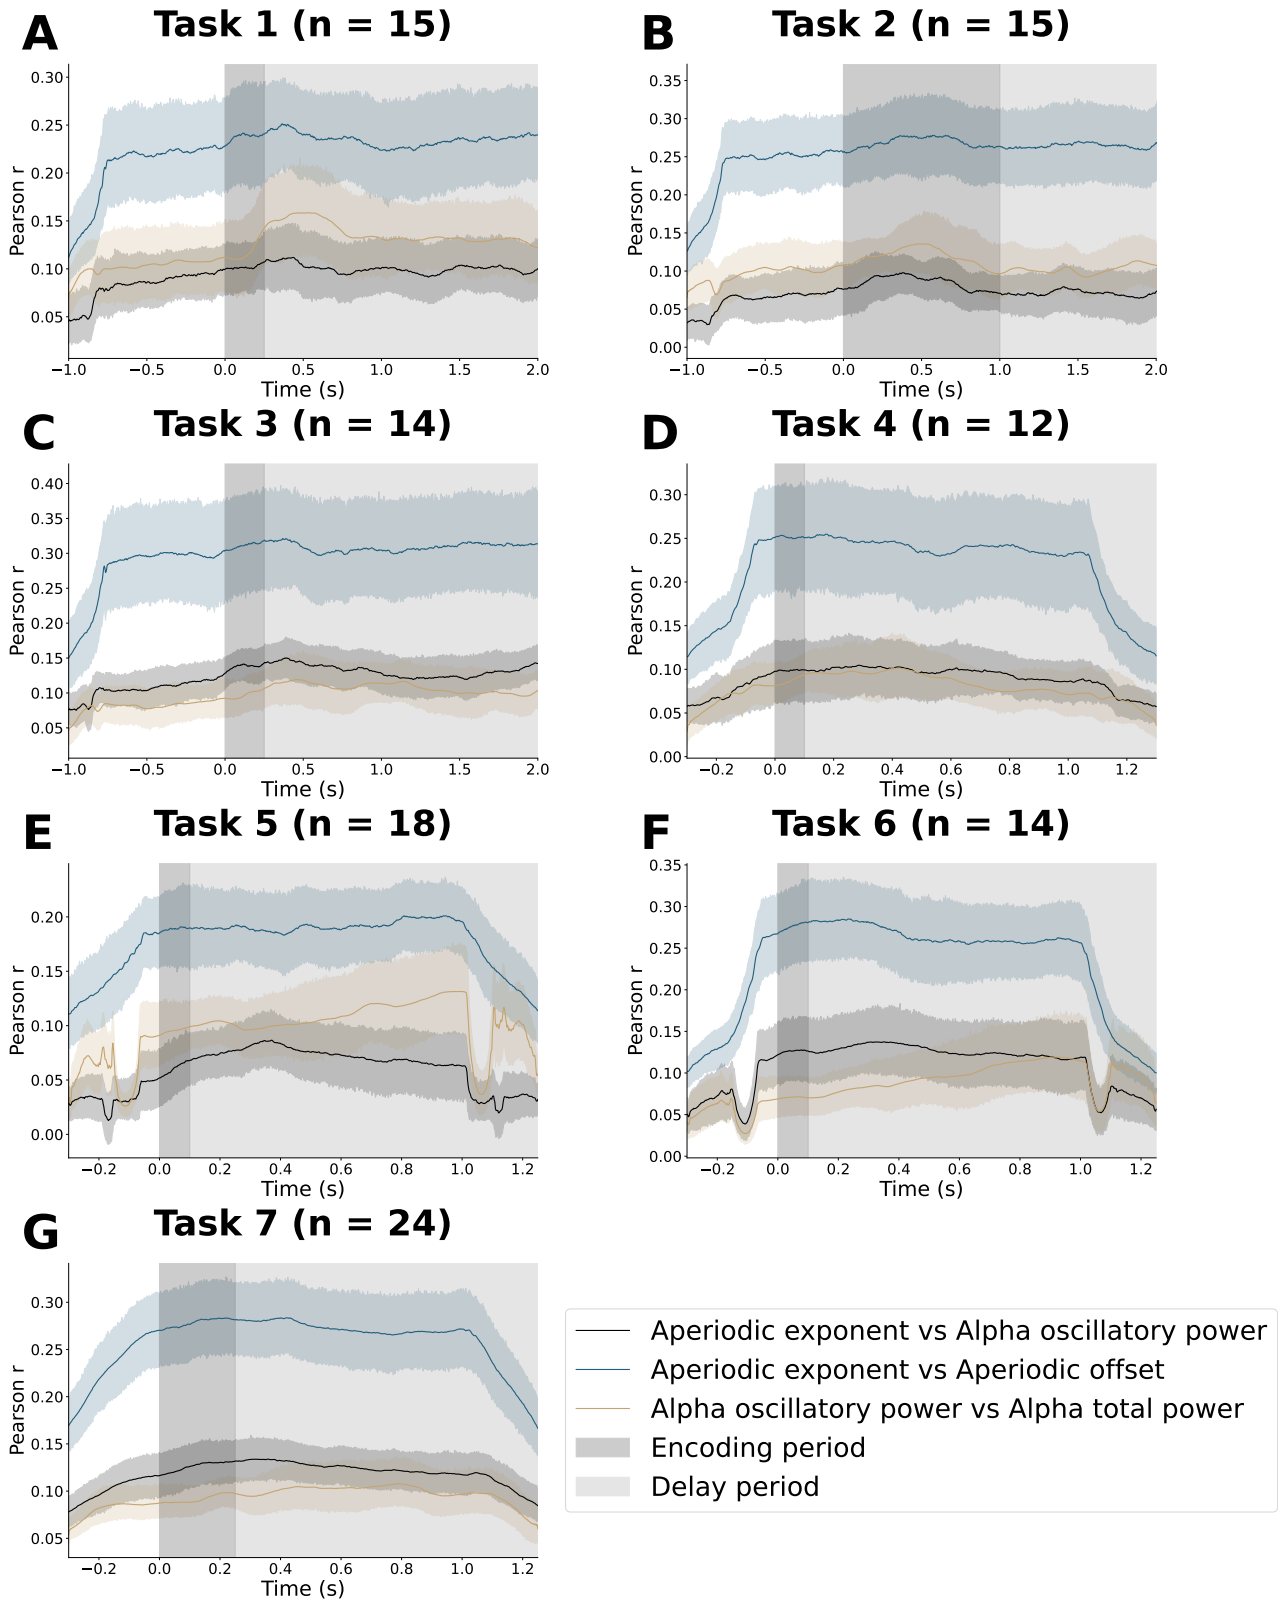 A Task 1 (n = 15)
Pearson r
0.30
0.25
0.20
0.15
0.10
0.05
−1.0 −0.5 0.0 0.5 1.0 1.5 2.0
Time (s)
B Task 2 (n = 15)
Pearson r
0.35
0.30
0.25
0.20
0.15
0.10
0.05
0.00
−1.0 −0.5 0.0 0.5 1.0 1.5 2.0
Time (s)
C Task 3 (n = 14)
Pearson r
0.40
0.35
0.30
0.25
0.20
0.15
0.10
0.05
−1.0 −0.5 0.0 0.5 1.0 1.5 2.0
Time (s)
D Task 4 (n = 12)
Pearson r
0.30
0.25
0.20
0.15
0.10
0.05
0.00
−0.2 0.0 0.2 0.4 0.6 0.8 1.0 1.2
Time (s)
E Task 5 (n = 18)
Pearson r
0.20
0.15
0.10
0.05
0.00
−0.2 0.0 0.2 0.4 0.6 0.8 1.0 1.2
Time (s)
F Task 6 (n = 14)
Pearson r
0.35
0.30
0.25
0.20
0.15
0.10
0.05
0.00
−0.2 0.0 0.2 0.4 0.6 0.8 1.0 1.2
Time (s)
G Task 7 (n = 24)
Pearson r
0.30
0.25
0.20
0.15
0.10
0.05
−0.2 0.0 0.2 0.4 0.6 0.8 1.0 1.2
Time (s)
Aperiodic exponent vs Alpha oscillatory power
Aperiodic exponent vs Aperiodic offset
Alpha oscillatory power vs Alpha total power
Encoding period
Delay period